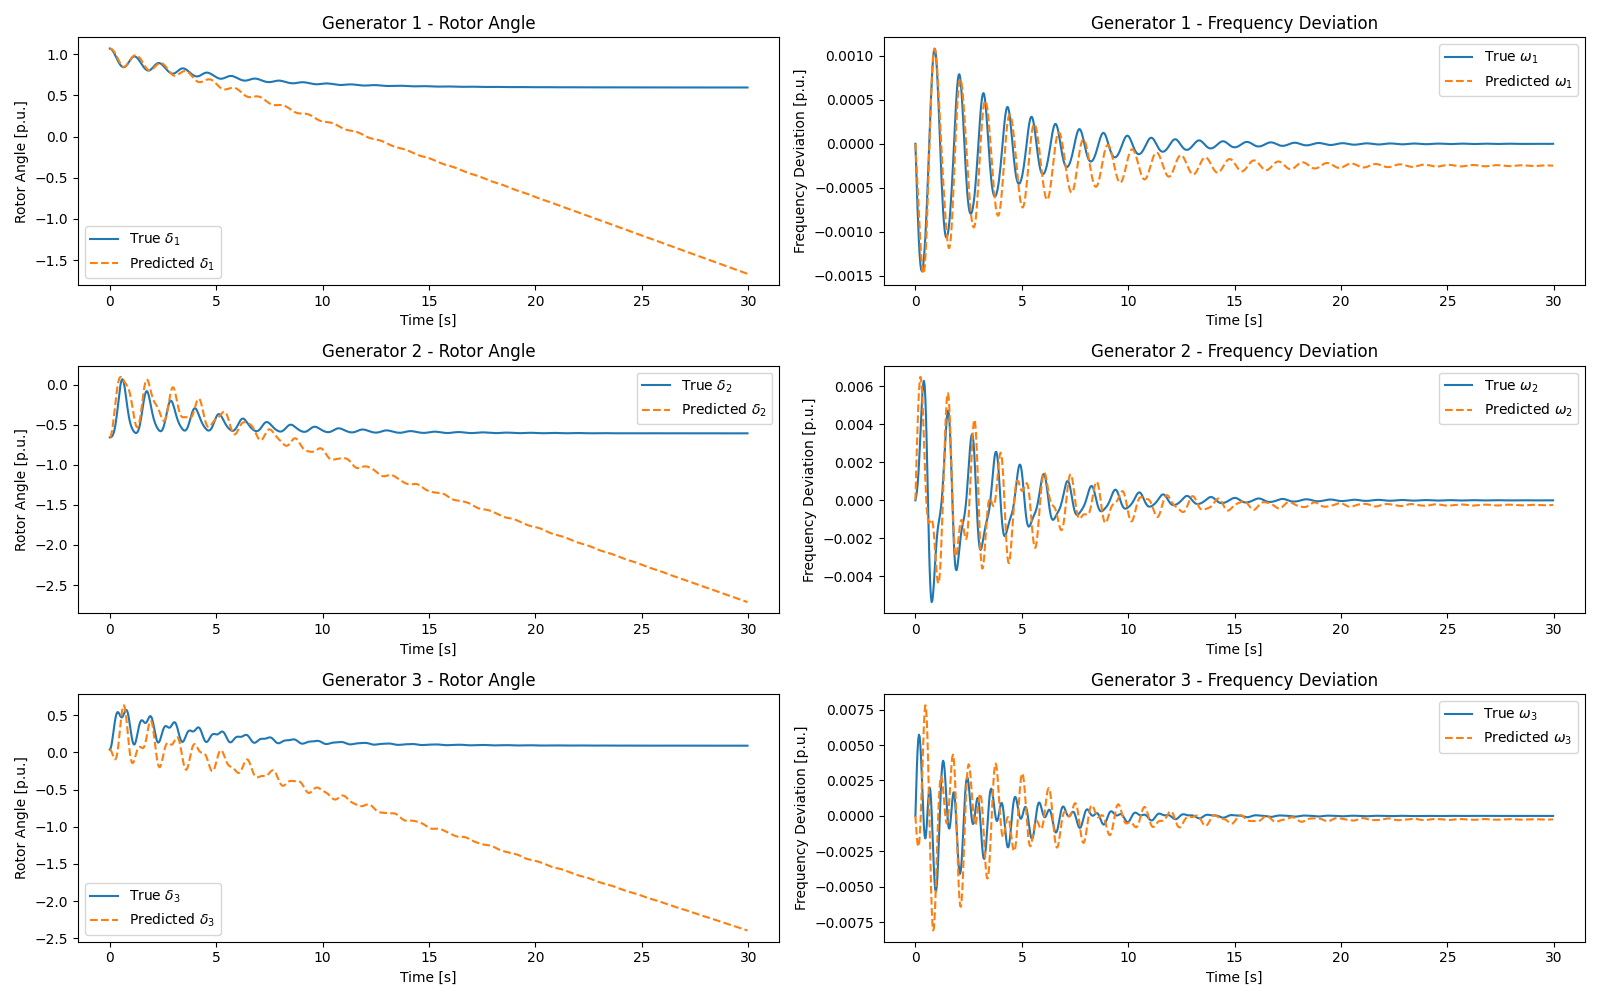 Generator 1 - Rotor Angle
Rotor Angle [p.u.]
1.0
0.5
0.0
−0.5
−1.0
−1.5
True δ1
Predicted δ1
0 5 10 15 20 25 30
Time [s]
Generator 1 - Frequency Deviation
Frequency Deviation [p.u.]
0.0010
0.0005
0.0000
−0.0005
−0.0010
−0.0015
True ω1
Predicted ω1
0 5 10 15 20 25 30
Time [s]
Generator 2 - Rotor Angle
Rotor Angle [p.u.]
0.0
−0.5
−1.0
−1.5
−2.0
−2.5
True δ2
Predicted δ2
0 5 10 15 20 25 30
Time [s]
Generator 2 - Frequency Deviation
Frequency Deviation [p.u.]
0.006
0.004
0.002
0.000
−0.002
−0.004
True ω2
Predicted ω2
0 5 10 15 20 25 30
Time [s]
Generator 3 - Rotor Angle
Rotor Angle [p.u.]
0.5
0.0
−0.5
−1.0
−1.5
−2.0
−2.5
True δ3
Predicted δ3
0 5 10 15 20 25 30
Time [s]
Generator 3 - Frequency Deviation
Frequency Deviation [p.u.]
0.0075
0.0050
0.0025
0.0000
−0.0025
−0.0050
−0.0075
True ω3
Predicted ω3
0 5 10 15 20 25 30
Time [s]